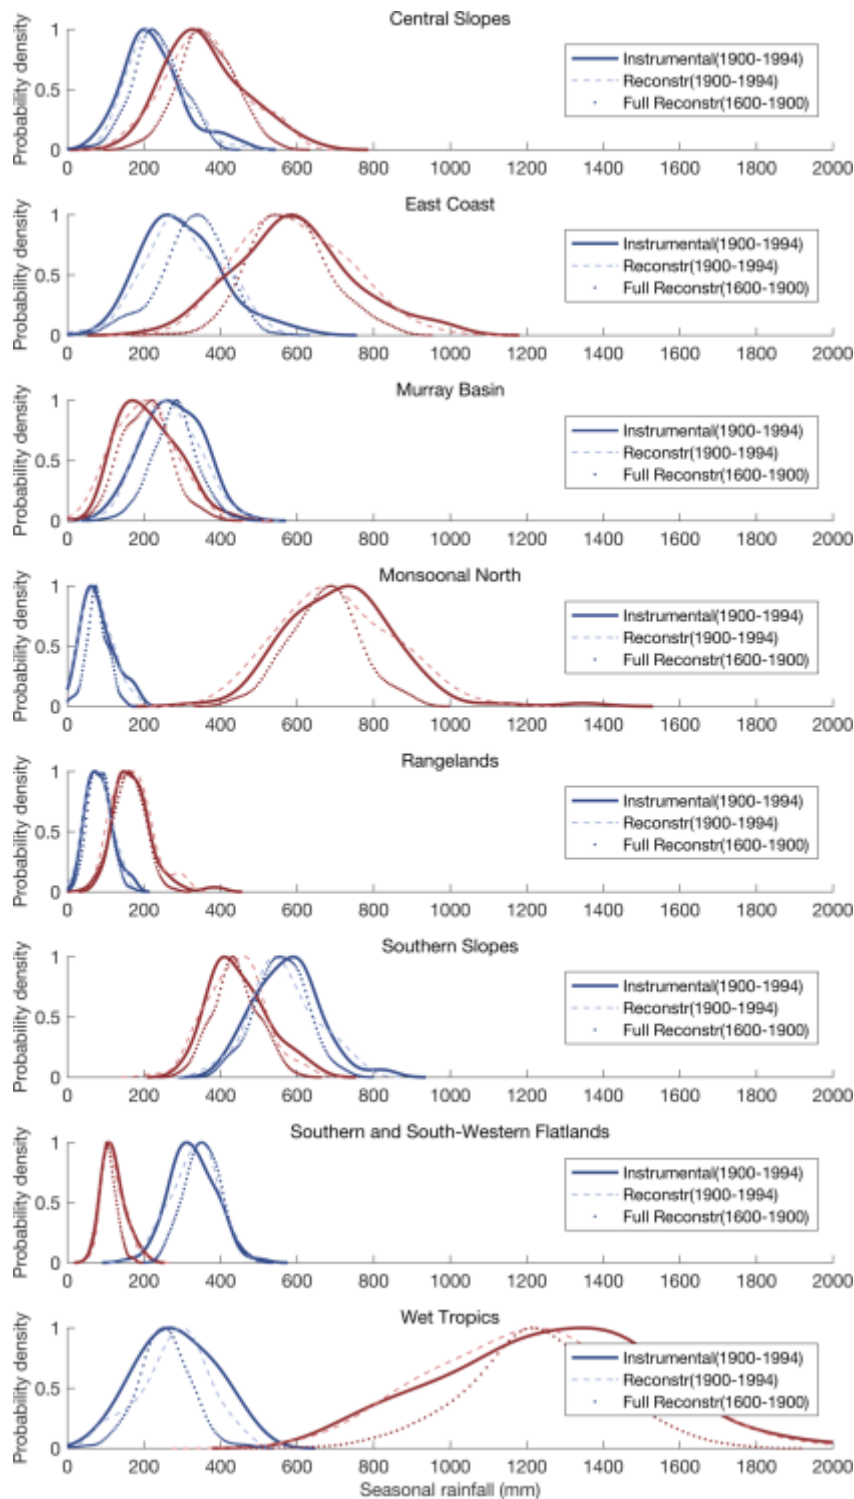 Central Slopes
Probability density
1
0.5
0
Instrumental(1900-1994)
Reconstr(1900-1994)
Full Reconstr(1600-1900)
0 200 400 600 800 1000 1200 1400 1600 1800 2000
East Coast
Probability density
1
0.5
0
Instrumental(1900-1994)
Reconstr(1900-1994)
Full Reconstr(1600-1900)
0 200 400 600 800 1000 1200 1400 1600 1800 2000
Murray Basin
Probability density
1
0.5
0
Instrumental(1900-1994)
Reconstr(1900-1994)
Full Reconstr(1600-1900)
0 200 400 600 800 1000 1200 1400 1600 1800 2000
Monsoonal North
Probability density
1
0.5
0
Instrumental(1900-1994)
Reconstr(1900-1994)
Full Reconstr(1600-1900)
0 200 400 600 800 1000 1200 1400 1600 1800 2000
Rangelands
Probability density
1
0.5
0
Instrumental(1900-1994)
Reconstr(1900-1994)
Full Reconstr(1600-1900)
0 200 400 600 800 1000 1200 1400 1600 1800 2000
Southern Slopes
Probability density
1
0.5
0
Instrumental(1900-1994)
Reconstr(1900-1994)
Full Reconstr(1600-1900)
0 200 400 600 800 1000 1200 1400 1600 1800 2000
Southern and South-Western Flatlands
Probability density
1
0.5
0
Instrumental(1900-1994)
Reconstr(1900-1994)
Full Reconstr(1600-1900)
0 200 400 600 800 1000 1200 1400 1600 1800 2000
Wet Tropics
Probability density
1
0.5
0
Instrumental(1900-1994)
Reconstr(1900-1994)
Full Reconstr(1600-1900)
0 200 400 600 800 1000 1200 1400 1600 1800 2000
Seasonal rainfall (mm)